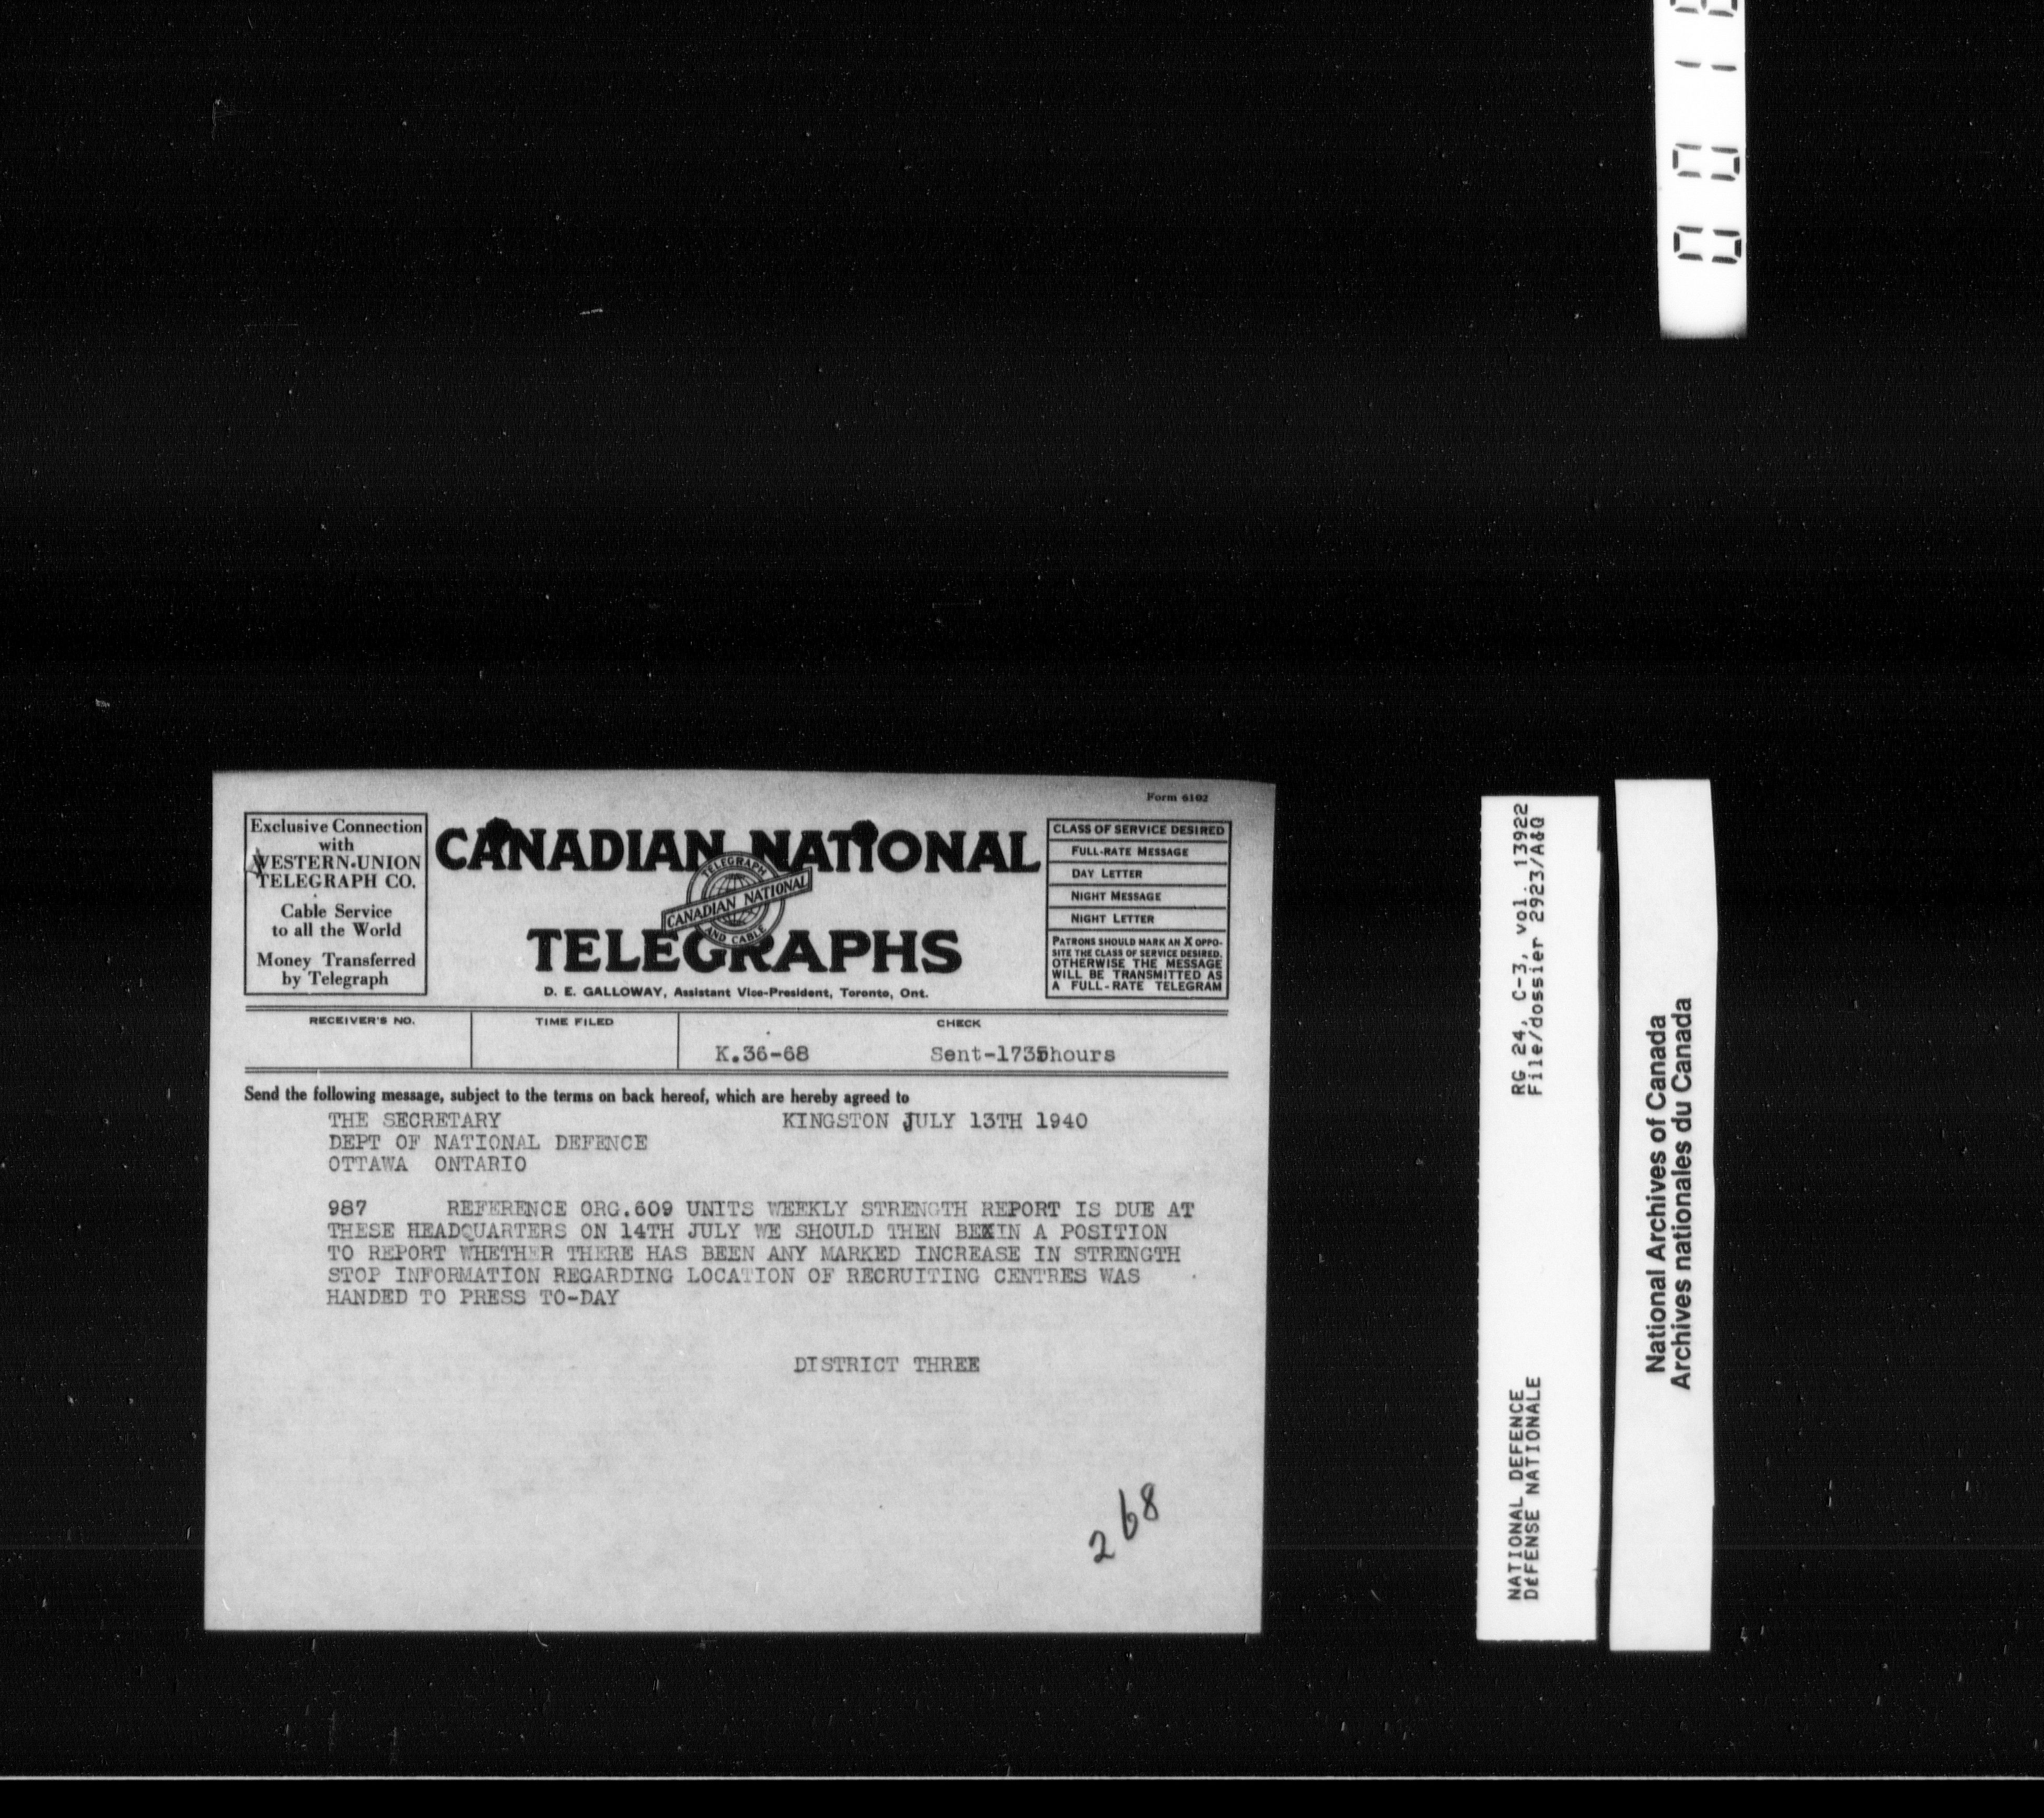 Form 6102
Exclusive Connection
with
WESTERN-UNION
TELEGRAPH CO.
Cable Service
to all the World
Money Transferred
by Telegraph
CANADIAN NATIONAL
TELEGRAPH
CANADIAN NATIONAL
AND CABLE
TELEGRAPHS
D. E. GALLOWAY, Assistant Vice-President, Toronto, Ont.
CLASS OF SERVICE DESIRED
FULL-RATE MESSAGE
DAY LETTER
NIGHT MESSAGE
NIGHT LETTER
PATRONS SHOULD MARK AN X OPPO-
SITE THE CLASS OF SERVICE DESIRED.
OTHERWISE THE MESSAGE
WILL BE TRANSMITTED AS
A FULL-RATE TELEGRAM
RECEIVER'S NO. TIME FILED CHECK
K.36-68 Sent-1735hours
Send the following message, subject to the terms on back hereof, which are hereby agreed to
THE SECRETARY KINGSTON JULY 13TH 1940
DEPT OF NATIONAL DEFENCE
OTTAWA ONTARIO
987 REFERENCE ORG.609 UNITS WEEKLY STRENGTH REPORT IS DUE AT
THESE HEADQUARTERS ON 14TH JULY WE SHOULD THEN BE IN A POSITION
TO REPORT WHETHER THERE HAS BEEN ANY MARKED INCREASE IN STRENGTH
STOP INFORMATION REGARDING LOCATION OF RECRUITING CENTRES WAS
HANDED TO PRESS TO-DAY
DISTRICT THREE
268
NATIONAL DEFENCE RG 24, C-3, vol. 13922
DéFENSE NATIONALE File/dossier 2923/A&Q
National Archives of Canada
Archives nationales du Canada